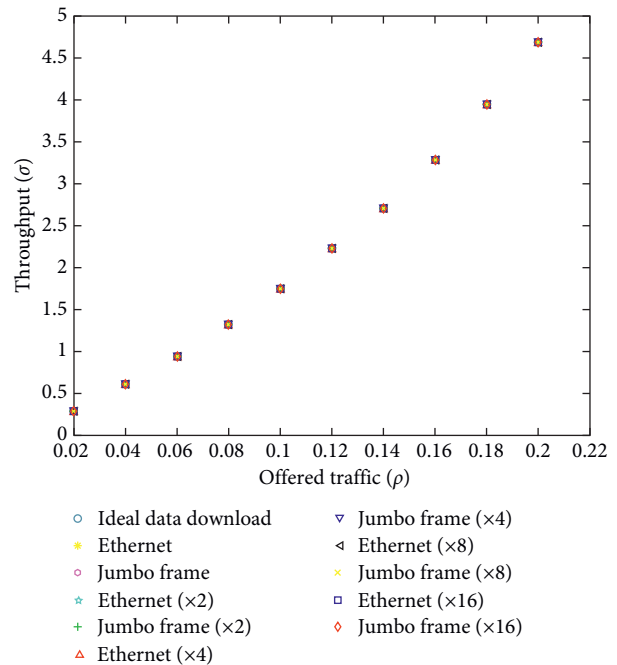 5
4.5
4
3.5
3
2.5
2
1.5
1
0.5
0
Throughput (σ)
0.02 0.04 0.06 0.08 0.1 0.12 0.14 0.16 0.18 0.2 0.22
Offered traffic (ρ)
Ideal data download
Ethernet
Jumbo frame
Ethernet (×2)
Jumbo frame (×2)
Ethernet (×4)
Jumbo frame (×4)
Ethernet (×8)
Jumbo frame (×8)
Ethernet (×16)
Jumbo frame (×16)